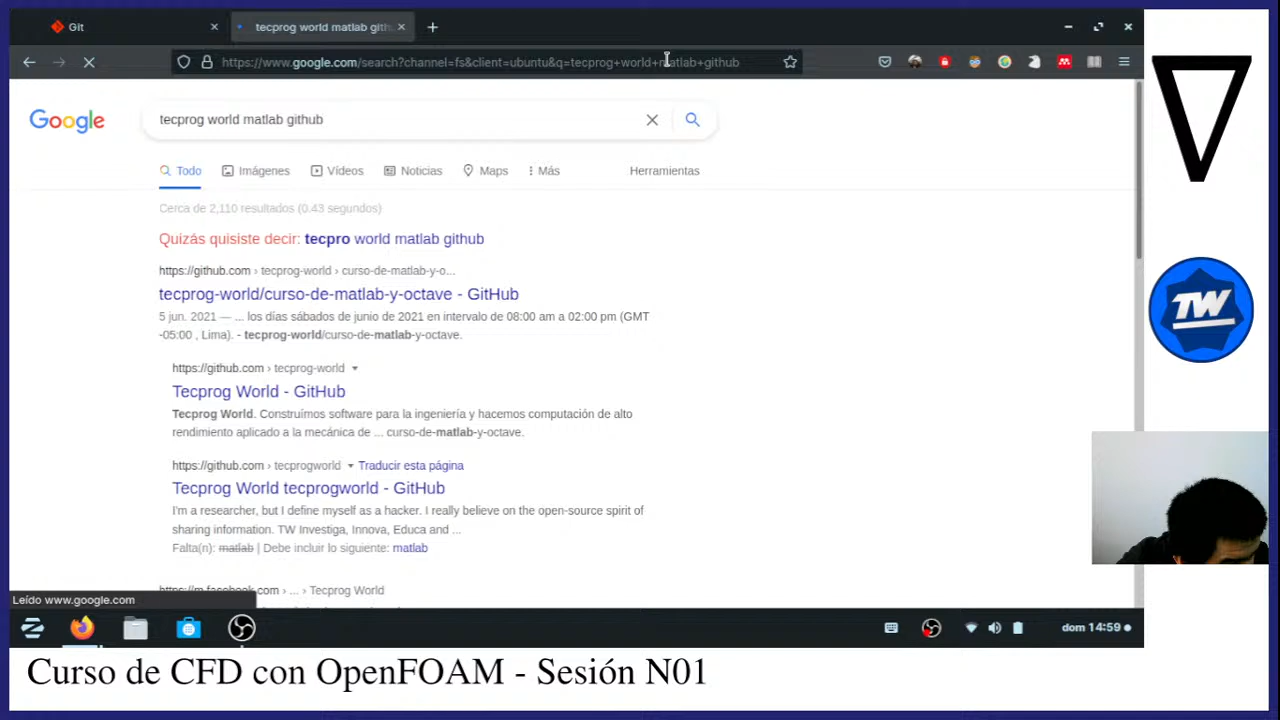 Git
tecprog world matlab gith
https://www.google.com/search?channel=fs&client=ubuntu&q=tecprog+world+matlab+github
Google
tecprog world matlab github
Todo
Imágenes
Vídeos
Noticias
Maps
Más
Herramientas
Cerca de 2,110 resultados (0.43 segundos)
Quizás quisiste decir: tecpro world matlab github
https://github.com › tecprog-world › curso-de-matlab-y-o...
tecprog-world/curso-de-matlab-y-octave - GitHub
5 jun. 2021 — ... los días sábados de junio de 2021 en intervalo de 08:00 am a 02:00 pm (GMT
-05:00 , Lima). - tecprog-world/curso-de-matlab-y-octave.
https://github.com › tecprog-world
Tecprog World - GitHub
Tecprog World. Construímos software para la ingeniería y hacemos computación de alto
rendimiento aplicado a la mecánica de ... curso-de-matlab-y-octave.
https://github.com › tecprogworld
Traducir esta página
Tecprog World tecprogworld - GitHub
I'm a researcher, but I define myself as a hacker. I really believe on the open-source spirit of
sharing information. TW Investiga, Innova, Educa and ...
Falta(n): matlab | Debe incluir lo siguiente: matlab
https://m.facebook.com › ... › Tecprog World
Leído www.google.com
dom 14:59
TW
Curso de CFD con OpenFOAM - Sesión N01